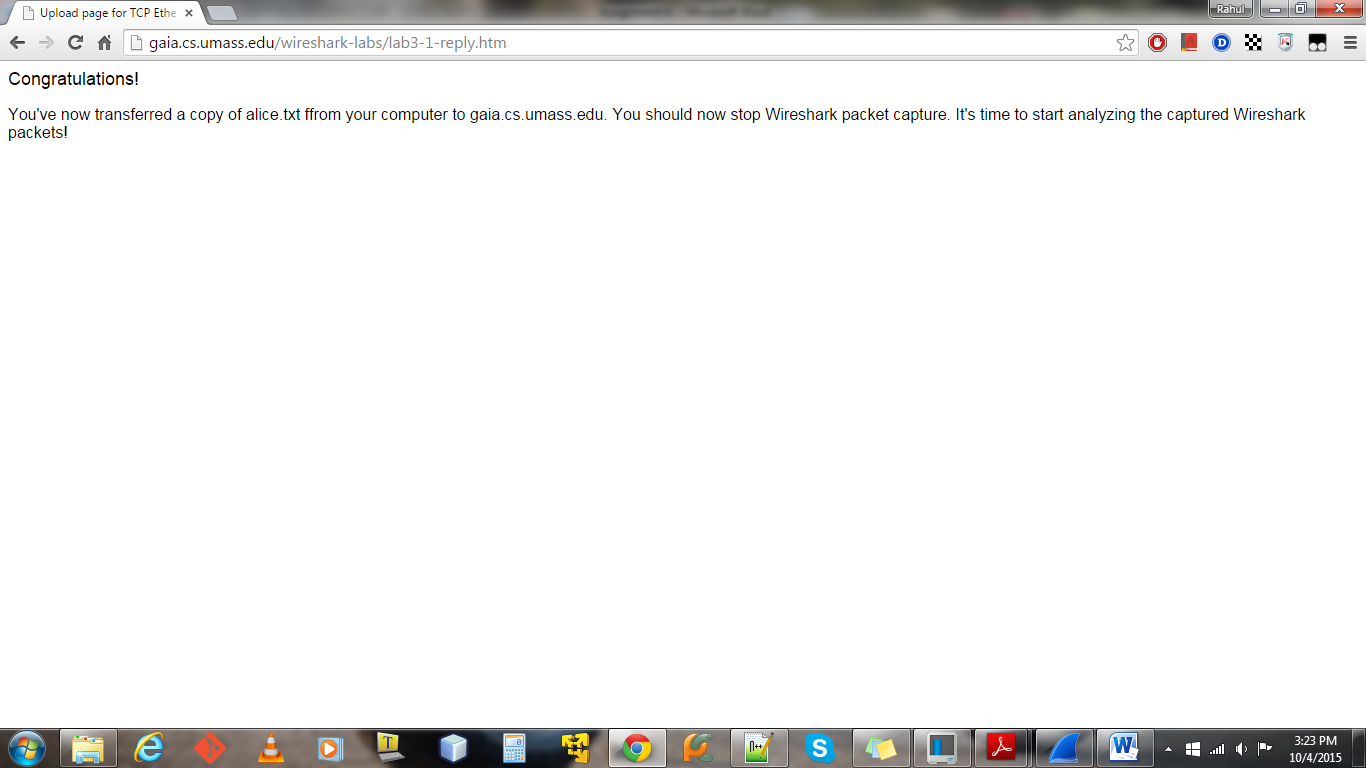 Upload page for TCP Ethe
Rahul
gaia.cs.umass.edu/wireshark-labs/lab3-1-reply.htm
Congratulations!
You've now transferred a copy of alice.txt ffrom your computer to gaia.cs.umass.edu. You should now stop Wireshark packet capture. It's time to start analyzing the captured Wireshark
packets!
3:23 PM
10/4/2015